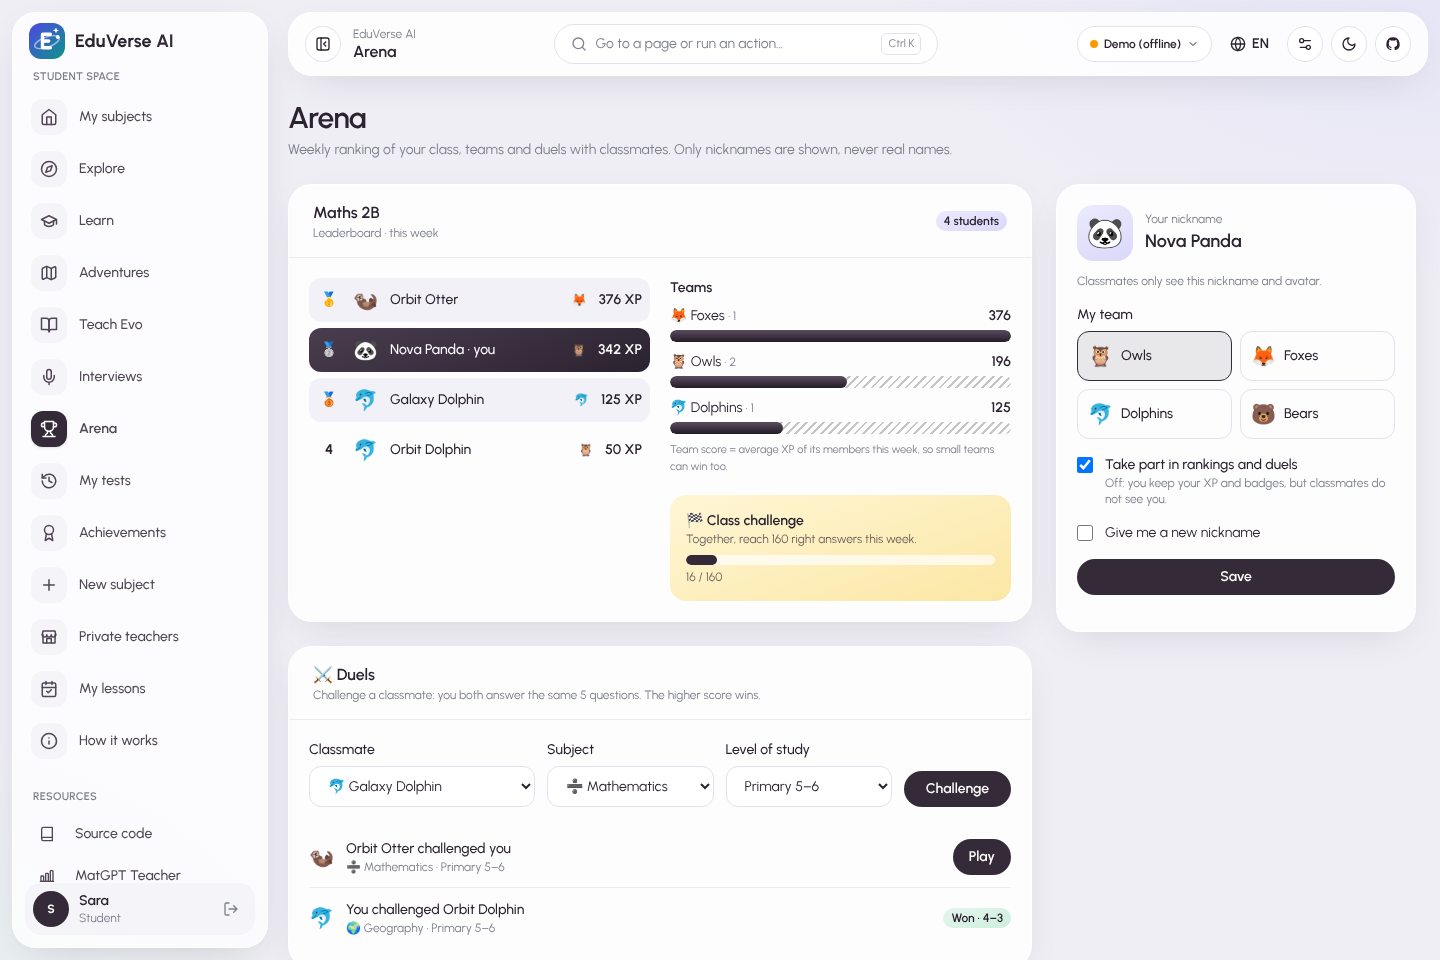 EduVerse AI
STUDENT SPACE
My subjects
Explore
Learn
Adventures
Teach Evo
Interviews
Arena
My tests
Achievements
New subject
Private teachers
My lessons
How it works
RESOURCES
Source code
MatGPT Teacher
S
Sara
Student
EduVerse AI
Arena
Go to a page or run an action...
Ctrl K
Demo (offline)
EN
Arena
Weekly ranking of your class, teams and duels with classmates. Only nicknames are shown, never real names.
Maths 2B
Leaderboard · this week
4 students
Orbit Otter 376 XP
Nova Panda · you 342 XP
Galaxy Dolphin 125 XP
4 Orbit Dolphin 50 XP
Teams
Foxes · 1 376
Owls · 2 196
Dolphins · 1 125
Team score = average XP of its members this week, so small teams
can win too.
Class challenge
Together, reach 160 right answers this week.
16 / 160
Your nickname
Nova Panda
Classmates only see this nickname and avatar.
My team
Owls
Foxes
Dolphins
Bears
Take part in rankings and duels
Off: you keep your XP and badges, but classmates do
not see you.
Give me a new nickname
Save
Duels
Challenge a classmate: you both answer the same 5 questions. The higher score wins.
Classmate
Galaxy Dolphin
Subject
Mathematics
Level of study
Primary 5–6
Challenge
Orbit Otter challenged you
Mathematics · Primary 5–6
Play
You challenged Orbit Dolphin
Geography · Primary 5–6
Won · 4–3